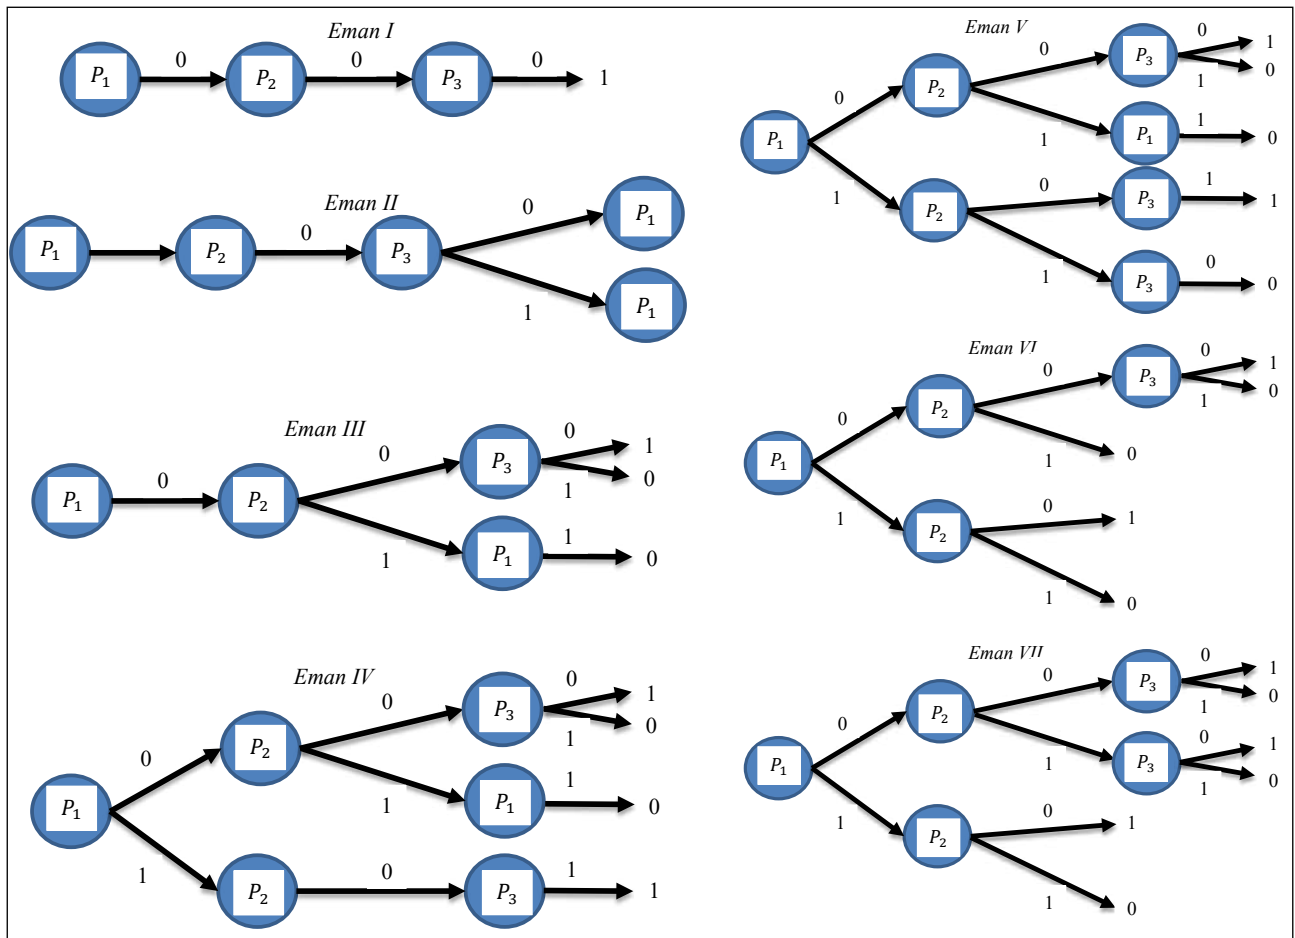 Eman I
P₁ 0 P₂ 0 P₃ 0 1
Eman II
P₁ P₂ 0 P₃ 0 P₁
1 P₁
Eman III
P₁ 0 P₂ 0 P₃ 0 1
1 0
1 P₁ 1 0
Eman IV
P₁ 0 P₂ 0 P₃ 0 1
1 0
1 P₁ 1 0
1 P₂ 0 P₃ 1 1
Eman V
P₁ 0 P₂ 0 P₃ 0 1
1 0
1 P₁ 1 0
1 P₂ 0 P₃ 1 1
1 P₃ 0 0
Eman VI
P₁ 0 P₂ 0 P₃ 0 1
1 0
1 0
1 P₂ 0 1
1 0
Eman VII
P₁ 0 P₂ 0 P₃ 0 1
1 0
1 P₃ 0 1
1 0
1 P₂ 0 1
1 0